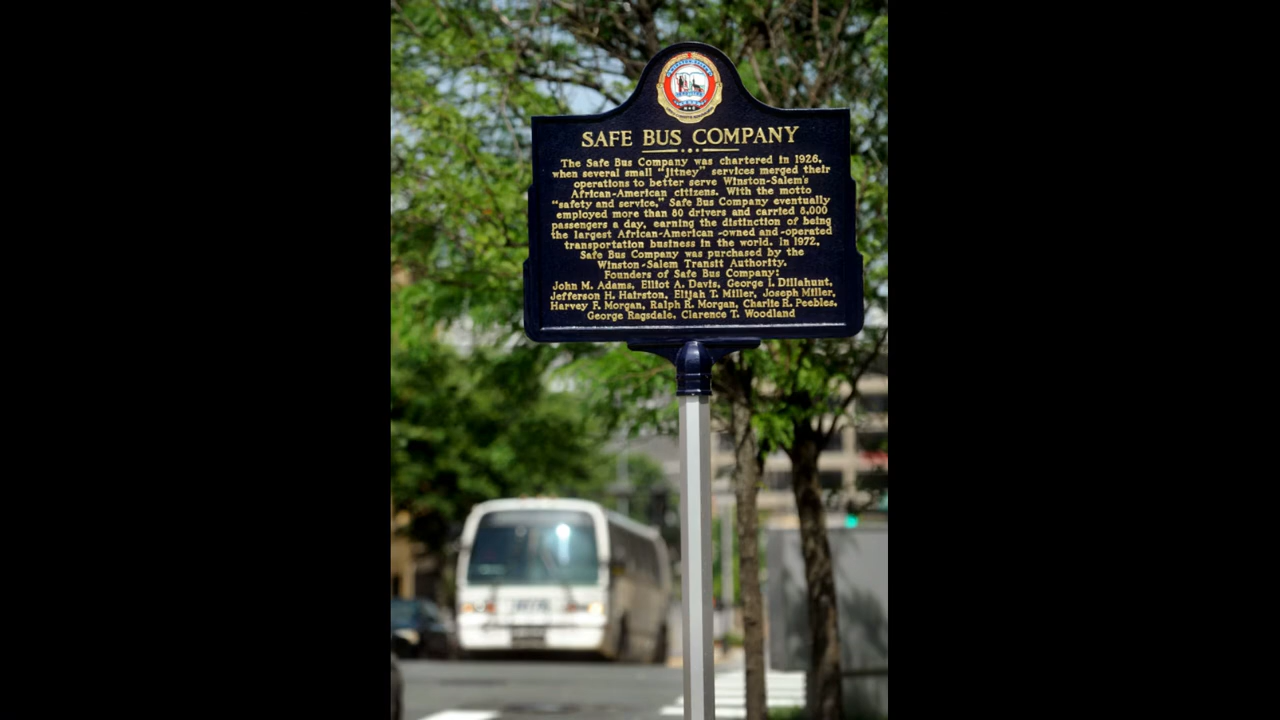 SAFE BUS COMPANY
The Safe Bus Company was chartered in 1926,
when several small "jitney" services merged their
operations to better serve Winston-Salem's
African-American citizens. With the motto
"safety and service," Safe Bus Company eventually
employed more than 80 drivers and carried 8,000
passengers a day, earning the distinction of being
the largest African-American -owned and -operated
transportation business in the world. In 1972,
Safe Bus Company was purchased by the
Winston-Salem Transit Authority.
Founders of Safe Bus Company:
John M. Adams, Elliot A. Davis, George I. Dillahunt,
Jefferson H. Hairston, Elijah T. Miller, Joseph Miller,
Harvey F. Morgan, Ralph R. Morgan, Charlie R. Peebles,
George Ragsdale, Clarence T. Woodland